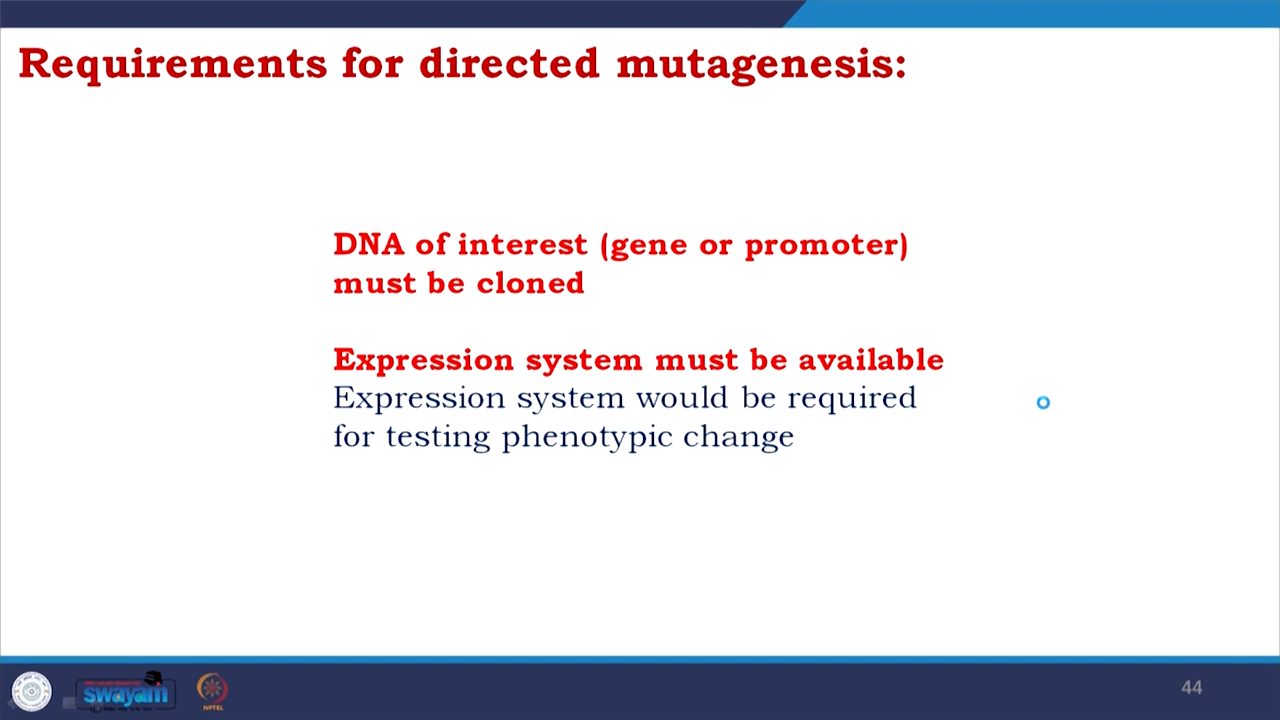 Requirements for directed mutagenesis:
DNA of interest (gene or promoter)
must be cloned
Expression system must be available
Expression system would be required
for testing phenotypic change
swayam
NPTEL
44